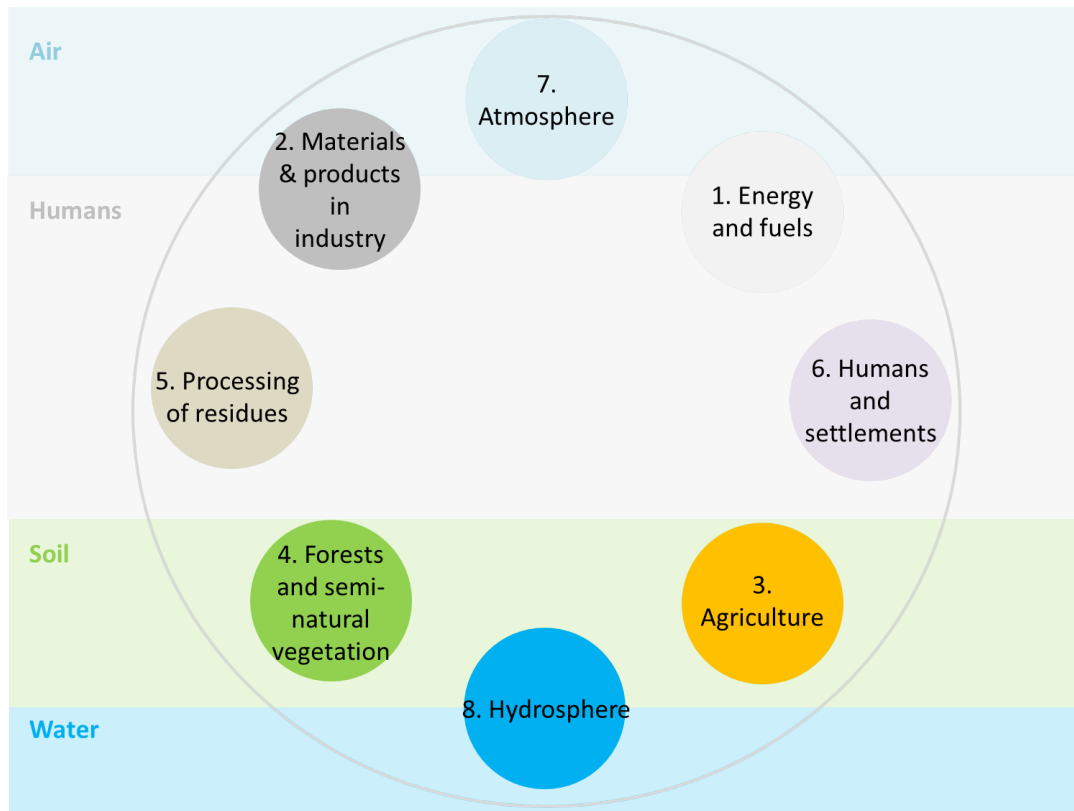 Air
7.
Atmosphere
2. Materials
& products
in
industry
Humans
1. Energy
and fuels
5. Processing
of residues
6. Humans
and
settlements
Soil
4. Forests
and semi-
natural
vegetation
3.
Agriculture
8. Hydrosphere
Water